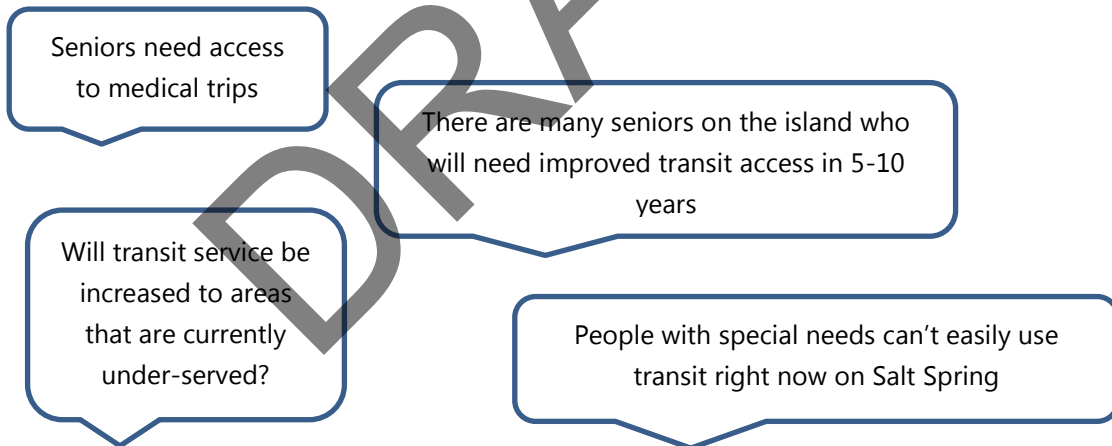 Seniors need access
to medical trips
There are many seniors on the island who
will need improved transit access in 5-10
years
Will transit service be
increased to areas
that are currently
under-served?
People with special needs can’t easily use
transit right now on Salt Spring
DRA